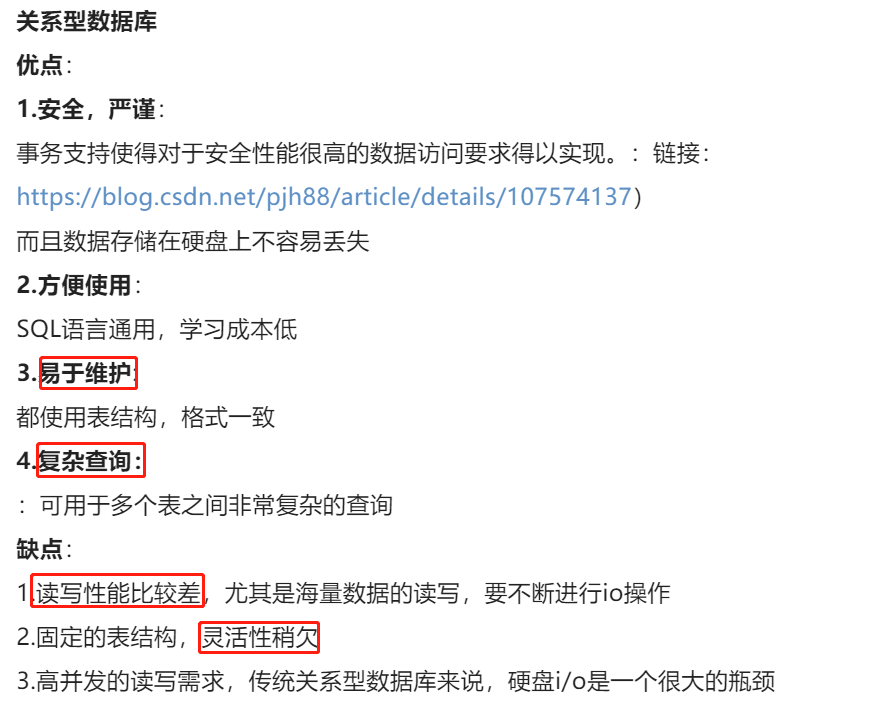 关系型数据库
优点：
1.安全，严谨：
事务支持使得对于安全性能很高的数据访问要求得以实现。：链接：
https://blog.csdn.net/pjh88/article/details/107574137）
而且数据存储在硬盘上不容易丢失
2.方便使用：
SQL语言通用，学习成本低
3.易于维护：
都使用表结构，格式一致
4.复杂查询：
：可用于多个表之间非常复杂的查询
缺点：
1.读写性能比较差，尤其是海量数据的读写，要不断进行io操作
2.固定的表结构，灵活性稍欠
3.高并发的读写需求，传统关系型数据库来说，硬盘i/o是一个很大的瓶颈